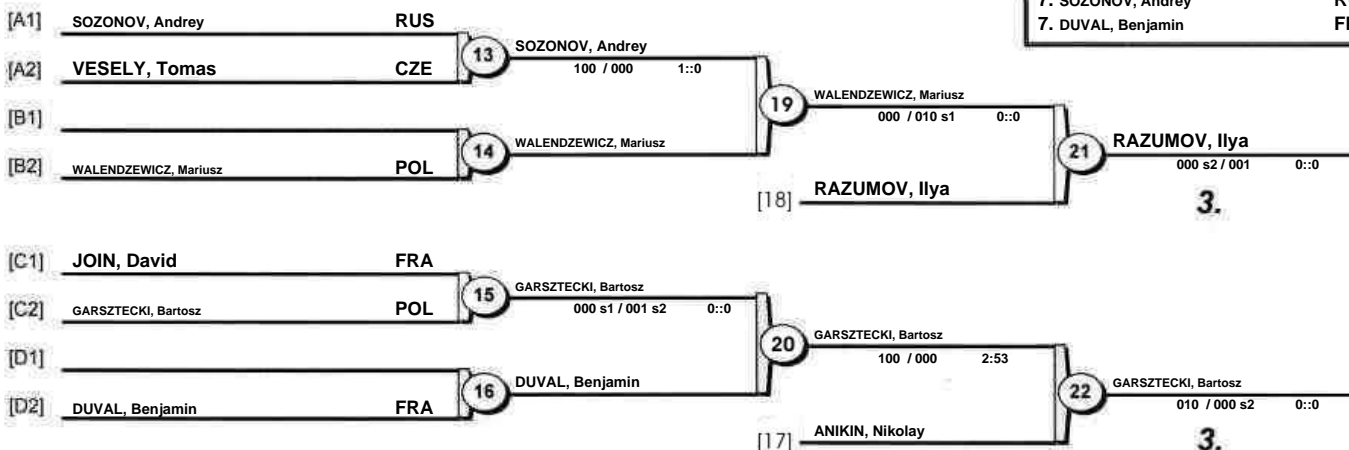 7. SOZONOV, Andrey
7. DUVAL, Benjamin
[A1] SOZONOV, Andrey RUS
[A2] VESELY, Tomas CZE
13 SOZONOV, Andrey
100 / 000 1::0
[B1]
[B2] WALENDZEWICZ, Mariusz POL
14 WALENDZEWICZ, Mariusz
19 WALENDZEWICZ, Mariusz
000 / 010 s1 0::0
[18] RAZUMOV, Ilya
21 RAZUMOV, Ilya
000 s2 / 001 0::0
3.
[C1] JOIN, David FRA
[C2] GARSZTECKI, Bartosz POL
15 GARSZTECKI, Bartosz
000 s1 / 001 s2 0::0
[D1]
[D2] DUVAL, Benjamin FRA
16 DUVAL, Benjamin
20 GARSZTECKI, Bartosz
100 / 000 2:53
[17] ANIKIN, Nikolay
22 GARSZTECKI, Bartosz
010 / 000 s2 0::0
3.